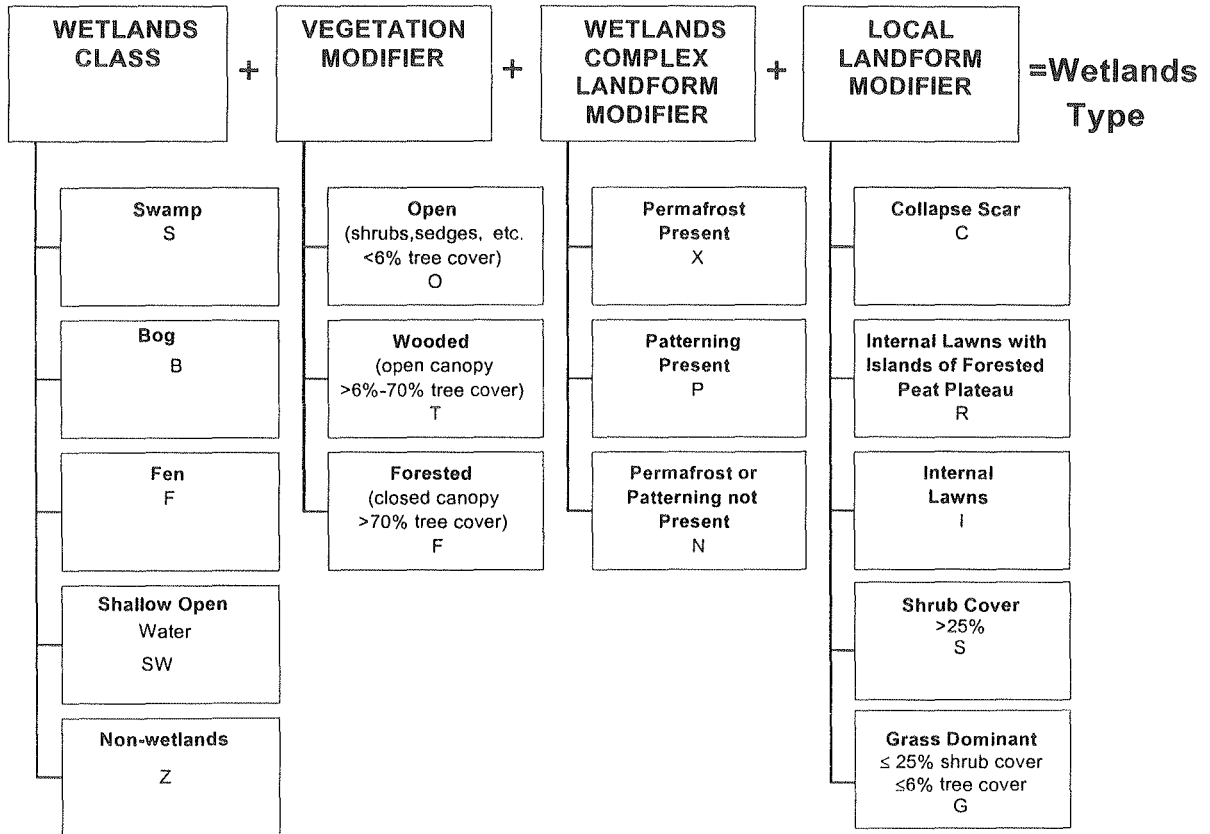 WETLANDS
CLASS
+
VEGETATION
MODIFIER
+
WETLANDS
COMPLEX
LANDFORM
MODIFIER
+
LOCAL
LANDFORM
MODIFIER
=Wetlands
Type
Swamp
S
Bog
B
Fen
F
Shallow Open
Water
SW
Non-wetlands
Z
Open
(shrubs,sedges, etc.
<6% tree cover)
O
Wooded
(open canopy
>6%-70% tree cover)
T
Forested
(closed canopy
>70% tree cover)
F
Permafrost
Present
X
Patterning
Present
P
Permafrost or
Patterning not
Present
N
Collapse Scar
C
Internal Lawns with
Islands of Forested
Peat Plateau
R
Internal
Lawns
I
Shrub Cover
>25%
S
Grass Dominant
≤ 25% shrub cover
≤6% tree cover
G